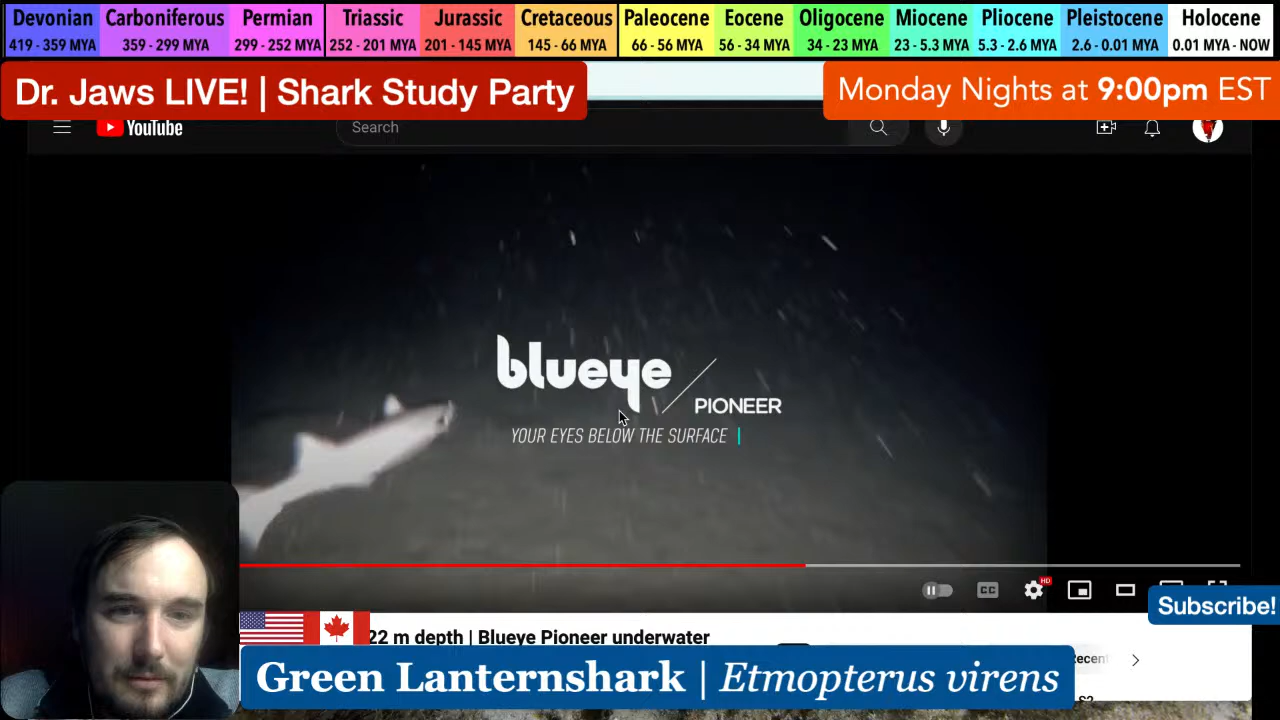 Devonian Carboniferous Permian Triassic Jurassic Cretaceous Paleocene Eocene Oligocene Miocene Pliocene Pleistocene Holocene
419 - 359 MYA 359 - 299 MYA 299 - 252 MYA 252 - 201 MYA 201 - 145 MYA 145 - 66 MYA 66 - 56 MYA 56 - 34 MYA 34 - 23 MYA 23 - 5.3 MYA 5.3 - 2.6 MYA 2.6 - 0.01 MYA 0.01 MYA - NOW
Dr. Jaws LIVE! | Shark Study Party
Monday Nights at 9:00pm EST
YouTube
Search
blueye
PIONEER
YOUR EYES BELOW THE SURFACE
CC
HD
Subscribe!
22 m depth | Blueye Pioneer underwater
Green Lanternshark | Etmopterus virens